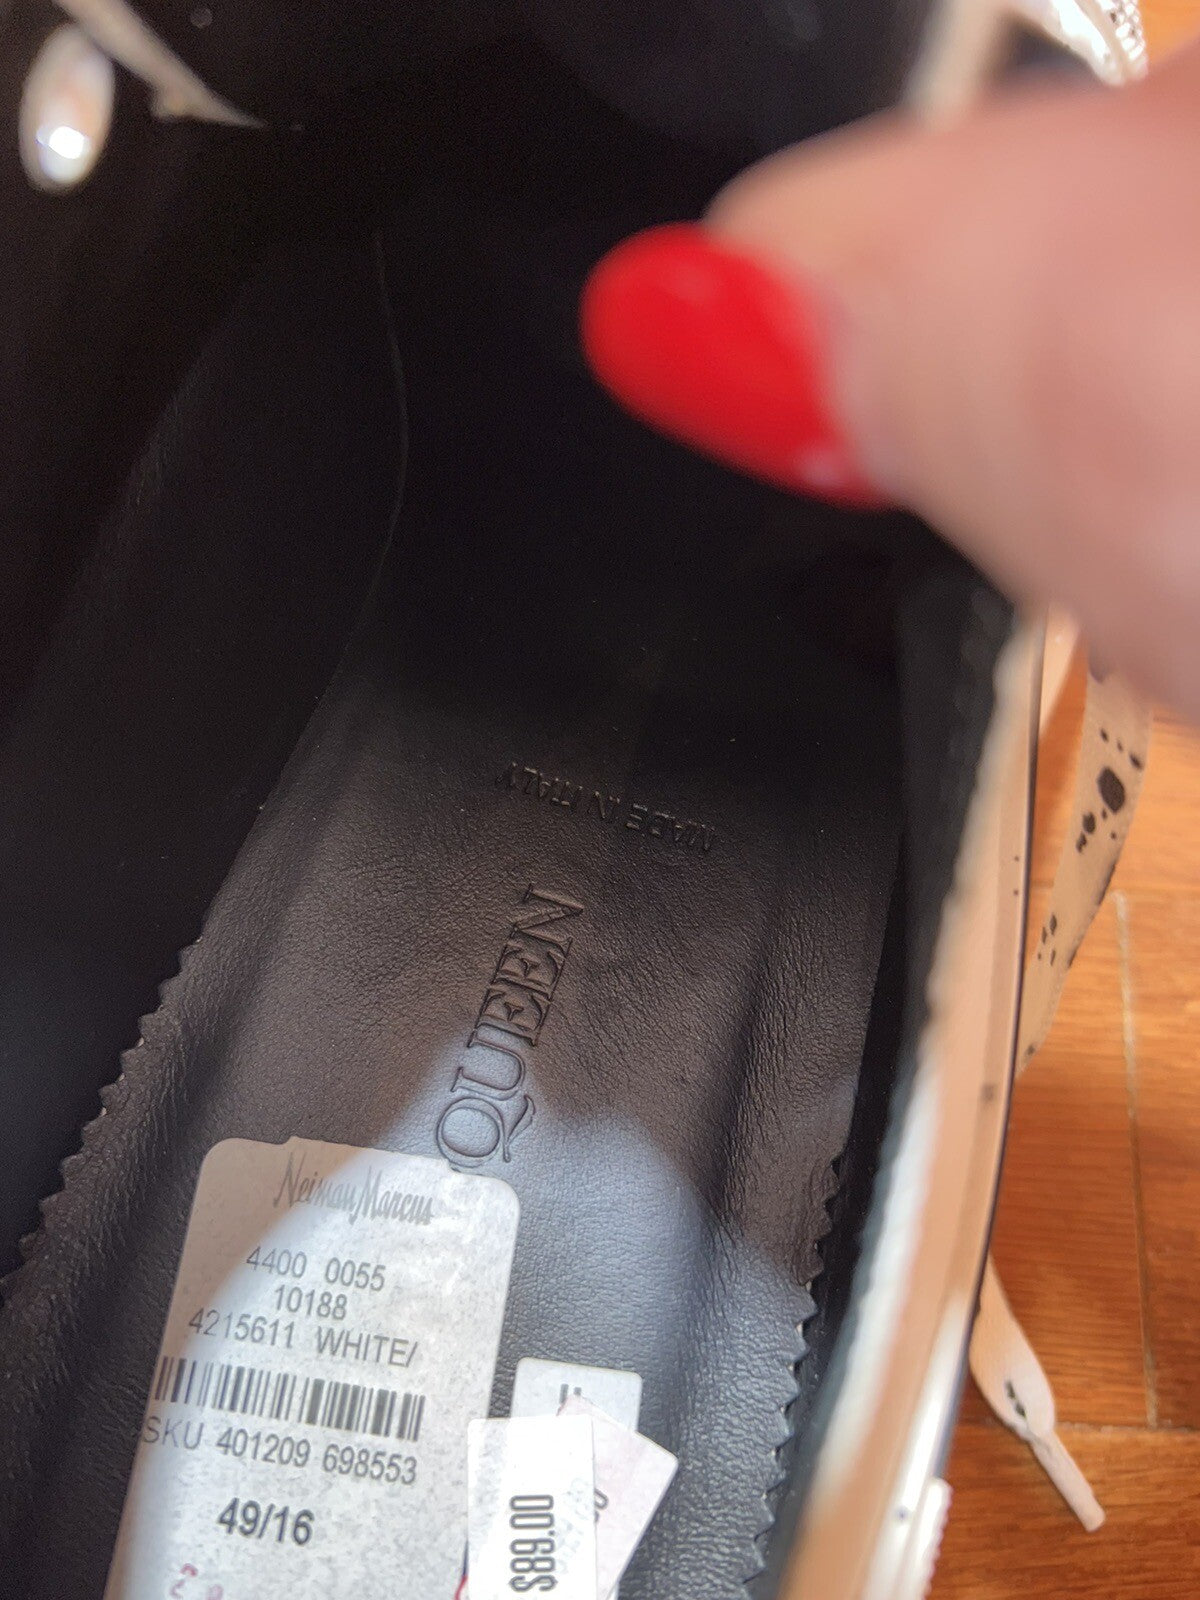 MADE IN ITALY
QUEEN
Neiman Marcus
4400 0055
10188
4215611 WHITE/
SKU 401209 698553
49/16
$89.00